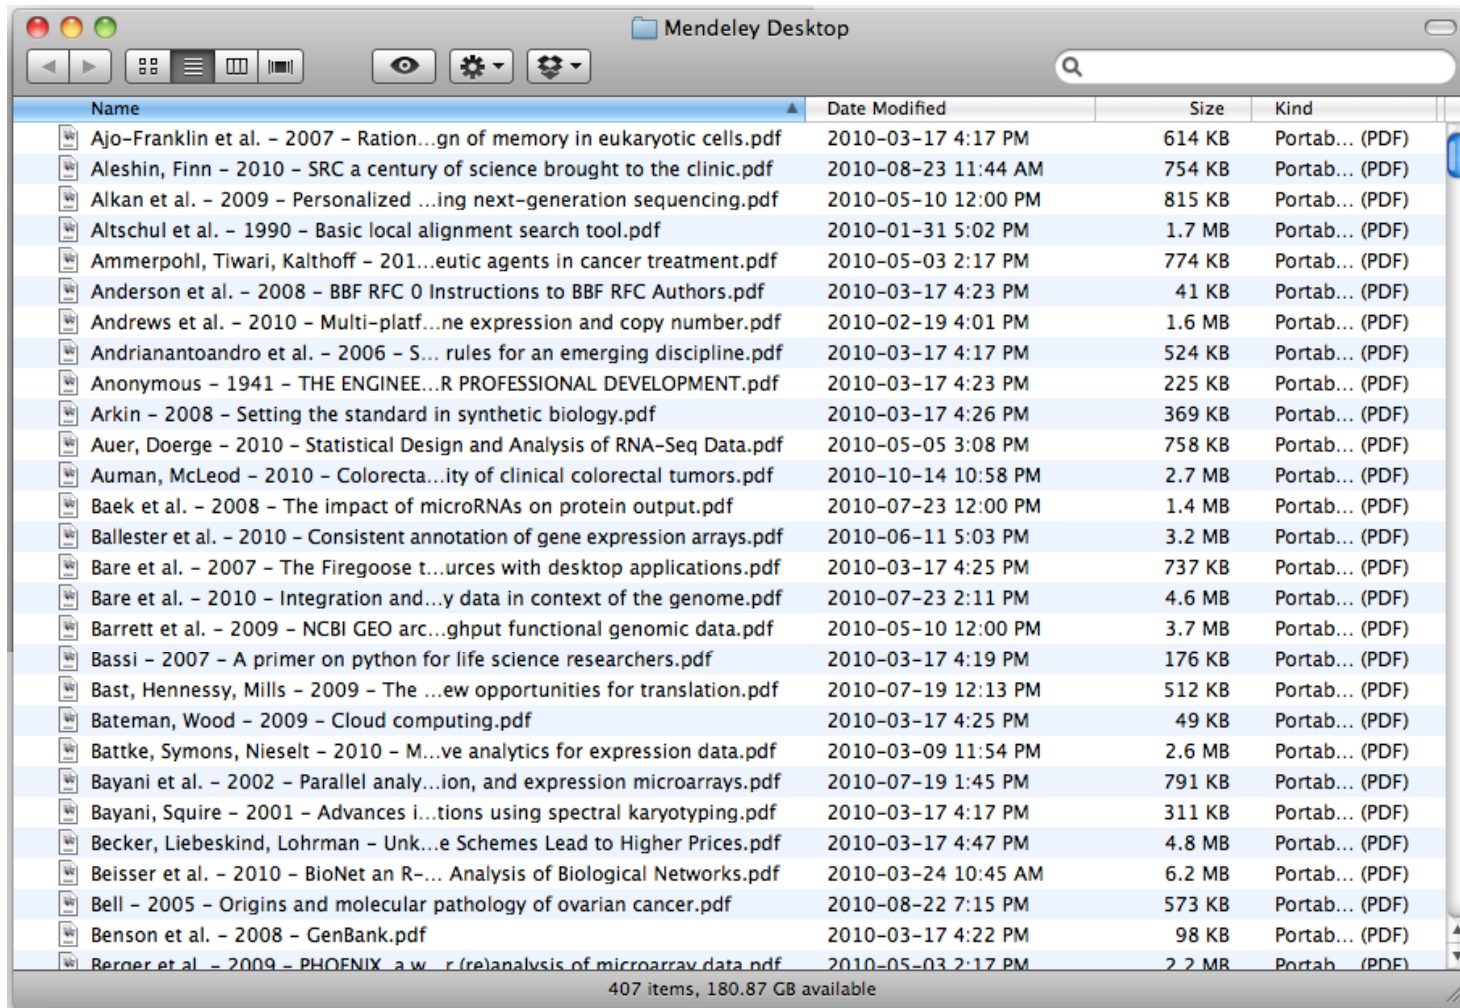 Mendeley Desktop
Name Date Modified Size Kind
Ajo-Franklin et al. - 2007 - Ration...gn of memory in eukaryotic cells.pdf 2010-03-17 4:17 PM 614 KB Portab... (PDF)
Aleshin, Finn - 2010 - SRC a century of science brought to the clinic.pdf 2010-08-23 11:44 AM 754 KB Portab... (PDF)
Alkan et al. - 2009 - Personalized ...ing next-generation sequencing.pdf 2010-05-10 12:00 PM 815 KB Portab... (PDF)
Altschul et al. - 1990 - Basic local alignment search tool.pdf 2010-01-31 5:02 PM 1.7 MB Portab... (PDF)
Ammerpohl, Tiwari, Kalthoff - 201...eutic agents in cancer treatment.pdf 2010-05-03 2:17 PM 774 KB Portab... (PDF)
Anderson et al. - 2008 - BBF RFC 0 Instructions to BBF RFC Authors.pdf 2010-03-17 4:23 PM 41 KB Portab... (PDF)
Andrews et al. - 2010 - Multi-platf...ne expression and copy number.pdf 2010-02-19 4:01 PM 1.6 MB Portab... (PDF)
Andrianantoandro et al. - 2006 - S... rules for an emerging discipline.pdf 2010-03-17 4:17 PM 524 KB Portab... (PDF)
Anonymous - 1941 - THE ENGINEE...R PROFESSIONAL DEVELOPMENT.pdf 2010-03-17 4:23 PM 225 KB Portab... (PDF)
Arkin - 2008 - Setting the standard in synthetic biology.pdf 2010-03-17 4:26 PM 369 KB Portab... (PDF)
Auer, Doerge - 2010 - Statistical Design and Analysis of RNA-Seq Data.pdf 2010-05-05 3:08 PM 758 KB Portab... (PDF)
Auman, McLeod - 2010 - Colorecta...ity of clinical colorectal tumors.pdf 2010-10-14 10:58 PM 2.7 MB Portab... (PDF)
Baek et al. - 2008 - The impact of microRNAs on protein output.pdf 2010-07-23 12:00 PM 1.4 MB Portab... (PDF)
Ballester et al. - 2010 - Consistent annotation of gene expression arrays.pdf 2010-06-11 5:03 PM 3.2 MB Portab... (PDF)
Bare et al. - 2007 - The Firegoose t...urces with desktop applications.pdf 2010-03-17 4:25 PM 737 KB Portab... (PDF)
Bare et al. - 2010 - Integration and...y data in context of the genome.pdf 2010-07-23 2:11 PM 4.6 MB Portab... (PDF)
Barrett et al. - 2009 - NCBI GEO arc...ghput functional genomic data.pdf 2010-05-10 12:00 PM 3.7 MB Portab... (PDF)
Bassi - 2007 - A primer on python for life science researchers.pdf 2010-03-17 4:19 PM 176 KB Portab... (PDF)
Bast, Hennessy, Mills - 2009 - The ...ew opportunities for translation.pdf 2010-07-19 12:13 PM 512 KB Portab... (PDF)
Bateman, Wood - 2009 - Cloud computing.pdf 2010-03-17 4:25 PM 49 KB Portab... (PDF)
Battke, Symons, Nieselt - 2010 - M...ve analytics for expression data.pdf 2010-03-09 11:54 PM 2.6 MB Portab... (PDF)
Bayani et al. - 2002 - Parallel analy...ion, and expression microarrays.pdf 2010-07-19 1:45 PM 791 KB Portab... (PDF)
Bayani, Squire - 2001 - Advances i...tions using spectral karyotyping.pdf 2010-03-17 4:17 PM 311 KB Portab... (PDF)
Becker, Liebeskind, Lohrman - Unk...e Schemes Lead to Higher Prices.pdf 2010-03-17 4:47 PM 4.8 MB Portab... (PDF)
Beisser et al. - 2010 - BioNet an R-... Analysis of Biological Networks.pdf 2010-03-24 10:45 AM 6.2 MB Portab... (PDF)
Bell - 2005 - Origins and molecular pathology of ovarian cancer.pdf 2010-08-22 7:15 PM 573 KB Portab... (PDF)
Benson et al. - 2008 - GenBank.pdf 2010-03-17 4:22 PM 98 KB Portab... (PDF)
Berger et al. - 2009 - PHOENIX a w...r (re)analysis of microarray data.pdf 2010-05-03 2:17 PM 2.2 MB Portab... (PDF)
407 items, 180.87 GB available